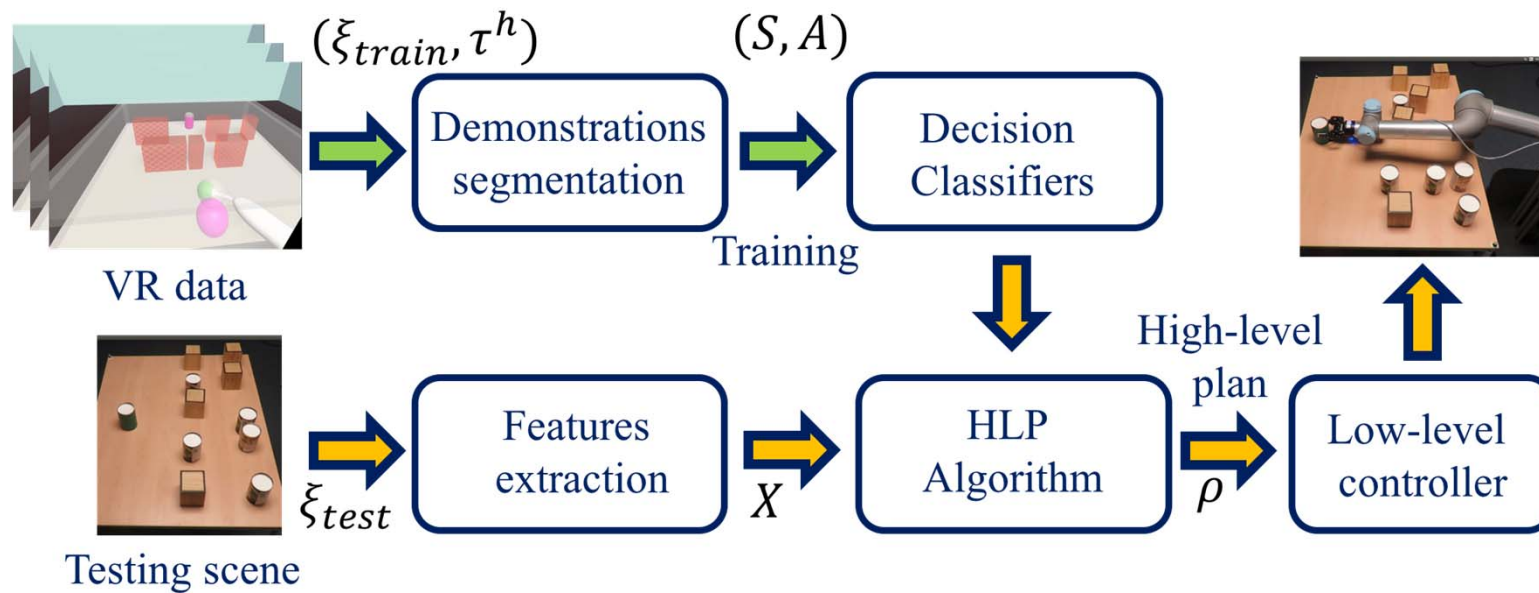 (ξ_train, τ^h)
(S, A)
Demonstrations
segmentation
Decision
Classifiers
Training
VR data
High-level
plan
Features
extraction
HLP
Algorithm
Low-level
controller
ξ_test
X
ρ
Testing scene